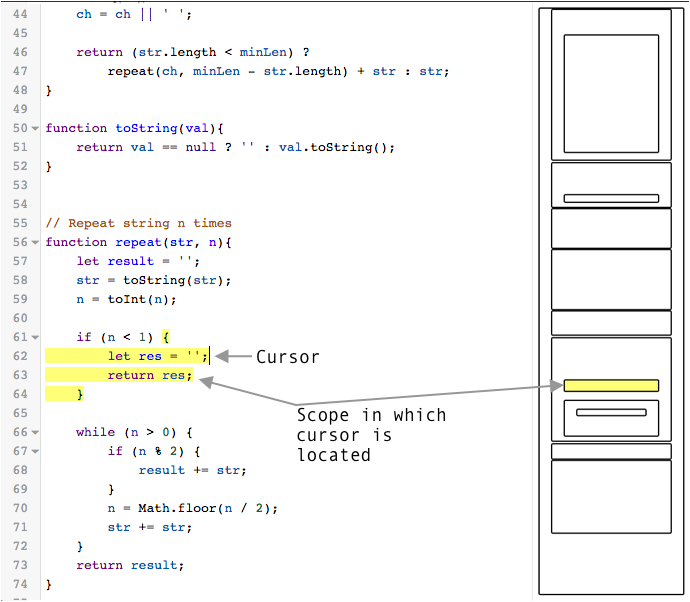 44 ch = ch || ' ';
45
46 return (str.length < minLen) ?
47 repeat(ch, minLen - str.length) + str : str;
48 }
49
50 function toString(val){
51 return val == null ? '' : val.toString();
52 }
53
54
55 // Repeat string n times
56 function repeat(str, n){
57 let result = '';
58 str = toString(str);
59 n = toInt(n);
60
61 if (n < 1) {
62 let res = '';
63 return res;
64 }
65
66 while (n > 0) {
67 if (n % 2) {
68 result += str;
69 }
70 n = Math.floor(n / 2);
71 str += str;
72 }
73 return result;
74 }
Cursor
Scope in which
cursor is
located